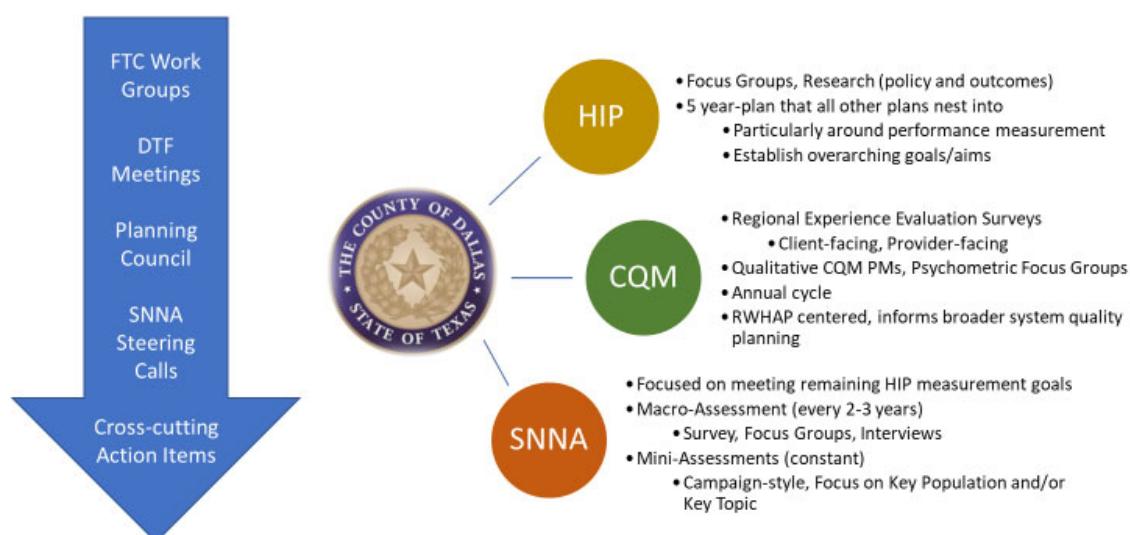 FTC Work
Groups
DTF
Meetings
Planning
Council
SNNA
Steering
Calls
Cross-cutting
Action Items
THE COUNTY OF DALLAS
STATE OF TEXAS
HIP
• Focus Groups, Research (policy and outcomes)
• 5 year-plan that all other plans nest into
• Particularly around performance measurement
• Establish overarching goals/aims
CQM
• Regional Experience Evaluation Surveys
• Client-facing, Provider-facing
• Qualitative CQM PMs, Psychometric Focus Groups
• Annual cycle
• RWHAP centered, informs broader system quality
planning
SNNA
• Focused on meeting remaining HIP measurement goals
• Macro-Assessment (every 2-3 years)
• Survey, Focus Groups, Interviews
• Mini-Assessments (constant)
• Campaign-style, Focus on Key Population and/or
Key Topic